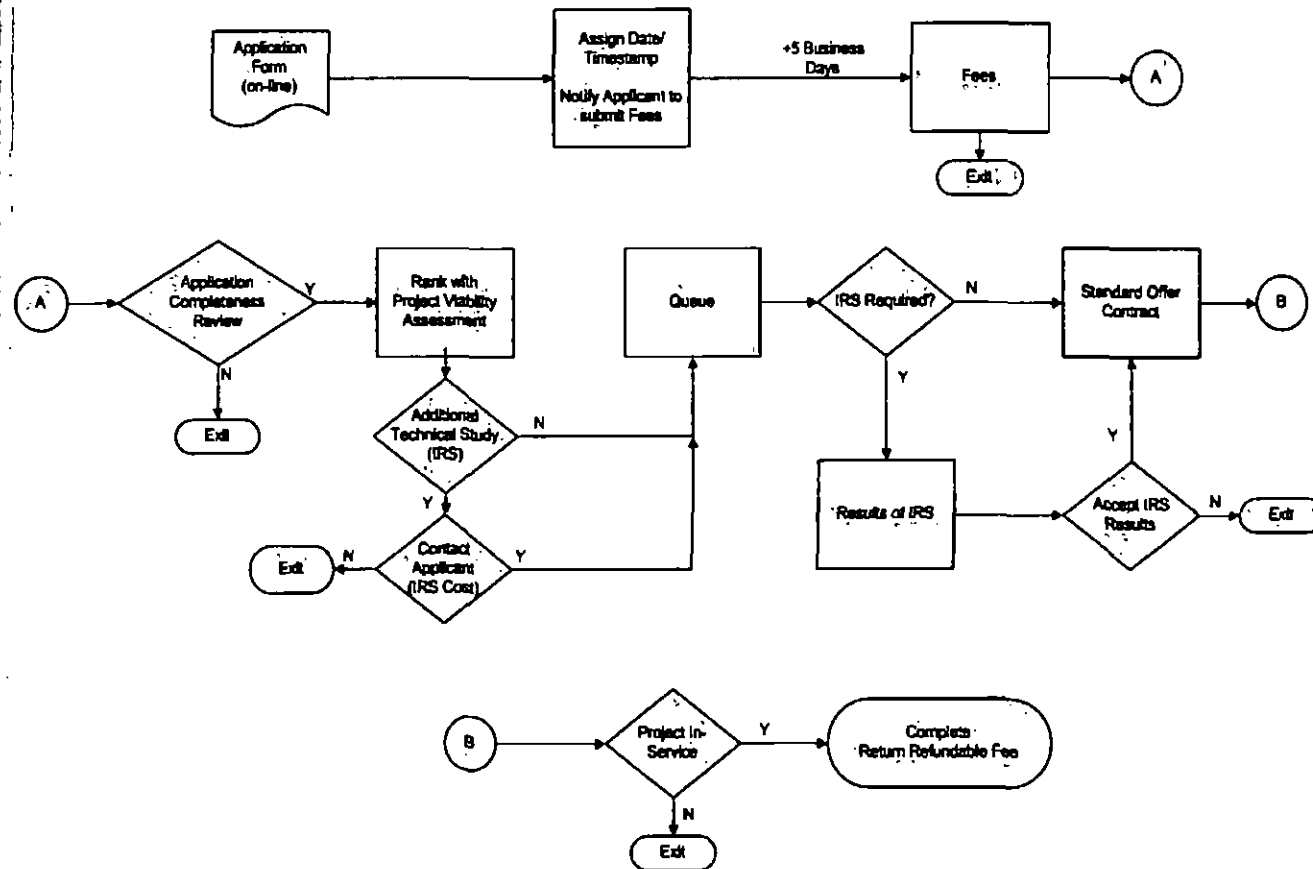 Application
Form
(on-line)
Assign Date/
Timestamp
Notify Applicant to
submit Fees
+5 Business
Days
Fees
A
Exit
A
Application
Completeness
Review
Y
N
Exit
Rank with
Project Viability
Assessment
Additional
Technical Study
(IRS)
N
Y
Contact
Applicant
(IRS Cost)
N
Y
Exit
Queue
IRS Required?
N
Y
Results of IRS
Standard Offer
Contract
B
Y
Accept IRS
Results
N
Exit
B
Project In-
Service
Y
N
Exit
Complete
Return Refundable Fee